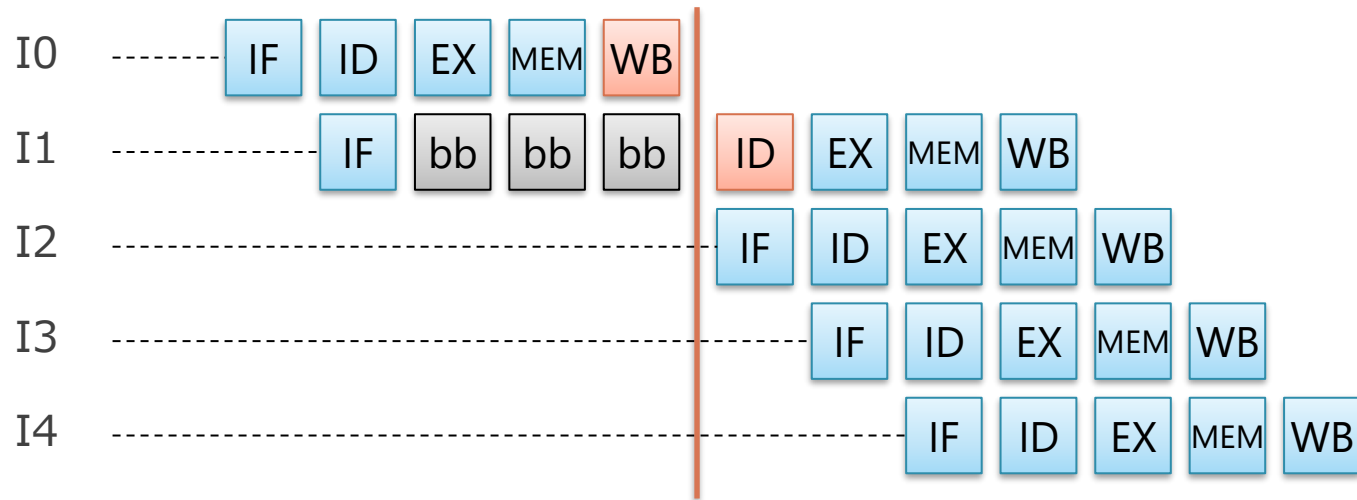 I0 IF ID EX MEM WB
I1 IF bb bb bb ID EX MEM WB
I2 IF ID EX MEM WB
I3 IF ID EX MEM WB
I4 IF ID EX MEM WB